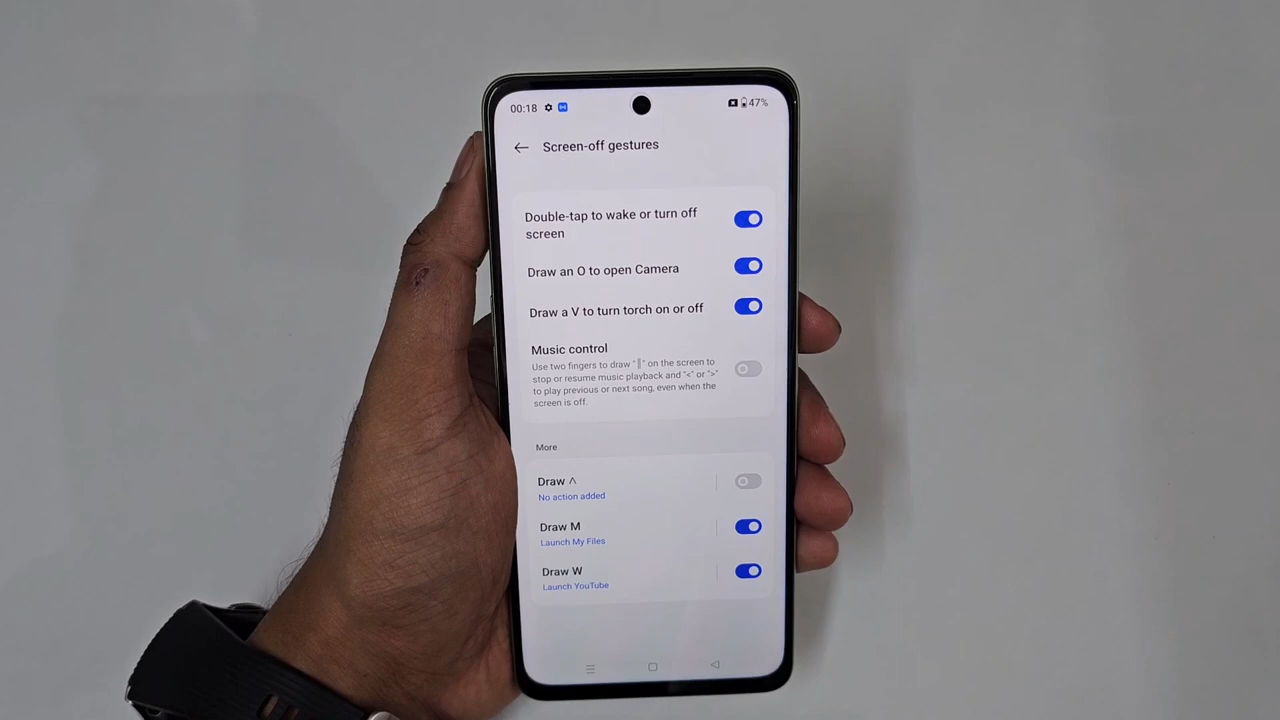 00:18
47%
Screen-off gestures
Double-tap to wake or turn off
screen
Draw an O to open Camera
Draw a V to turn torch on or off
Music control
Use two fingers to draw "||" on the screen to
stop or resume music playback and "<" or ">"
to play previous or next song, even when the
screen is off.
More
Draw ^
No action added
Draw M
Launch My Files
Draw W
Launch YouTube